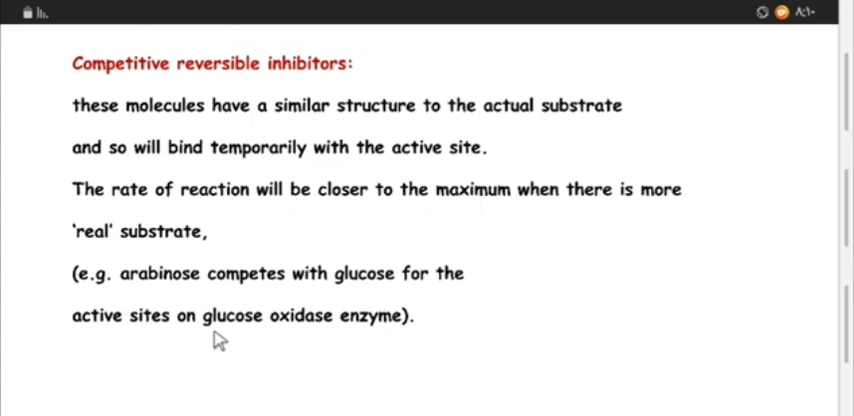 ٨:١٠
Competitive reversible inhibitors:
these molecules have a similar structure to the actual substrate
and so will bind temporarily with the active site.
The rate of reaction will be closer to the maximum when there is more
'real' substrate,
(e.g. arabinose competes with glucose for the
active sites on glucose oxidase enzyme).